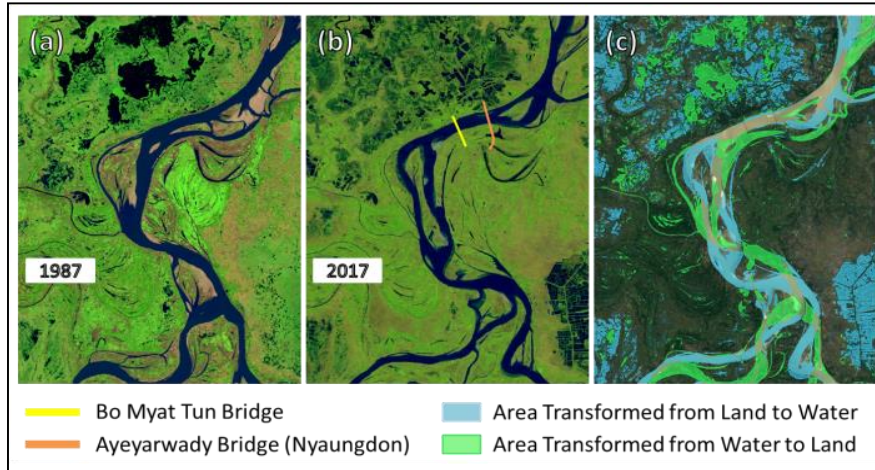 (a)
(b)
(c)
1987
2017
Bo Myat Tun Bridge
Area Transformed from Land to Water
Ayeyarwady Bridge (Nyaungdon)
Area Transformed from Water to Land